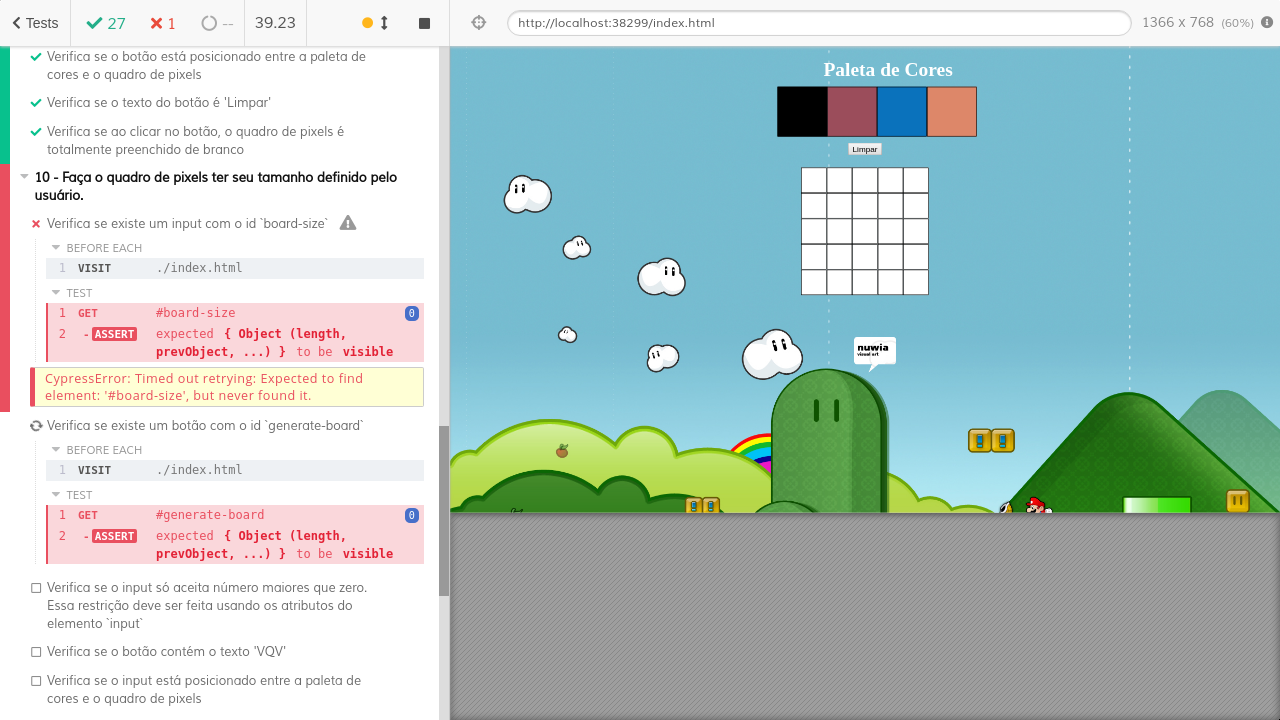 Tests
27
1
--
39.23
http://localhost:38299/index.html
1366 x 768 (60%)
Verifica se o botão está posicionado entre a paleta de
cores e o quadro de pixels
Verifica se o texto do botão é 'Limpar'
Verifica se ao clicar no botão, o quadro de pixels é
totalmente preenchido de branco
10 - Faça o quadro de pixels ter seu tamanho definido pelo
usuário.
Verifica se existe um input com o id `board-size`
BEFORE EACH
1 VISIT ./index.html
TEST
1 GET #board-size 0
2 -ASSERT expected { Object (length,
prevObject, ...) } to be visible
CypressError: Timed out retrying: Expected to find
element: '#board-size', but never found it.
Verifica se existe um botão com o id `generate-board`
BEFORE EACH
1 VISIT ./index.html
TEST
1 GET #generate-board 0
2 -ASSERT expected { Object (length,
prevObject, ...) } to be visible
Verifica se o input só aceita número maiores que zero.
Essa restrição deve ser feita usando os atributos do
elemento `input`
Verifica se o botão contém o texto 'VQV'
Verifica se o input está posicionado entre a paleta de
cores e o quadro de pixels
Paleta de Cores
Limpar
nuwia
visual art